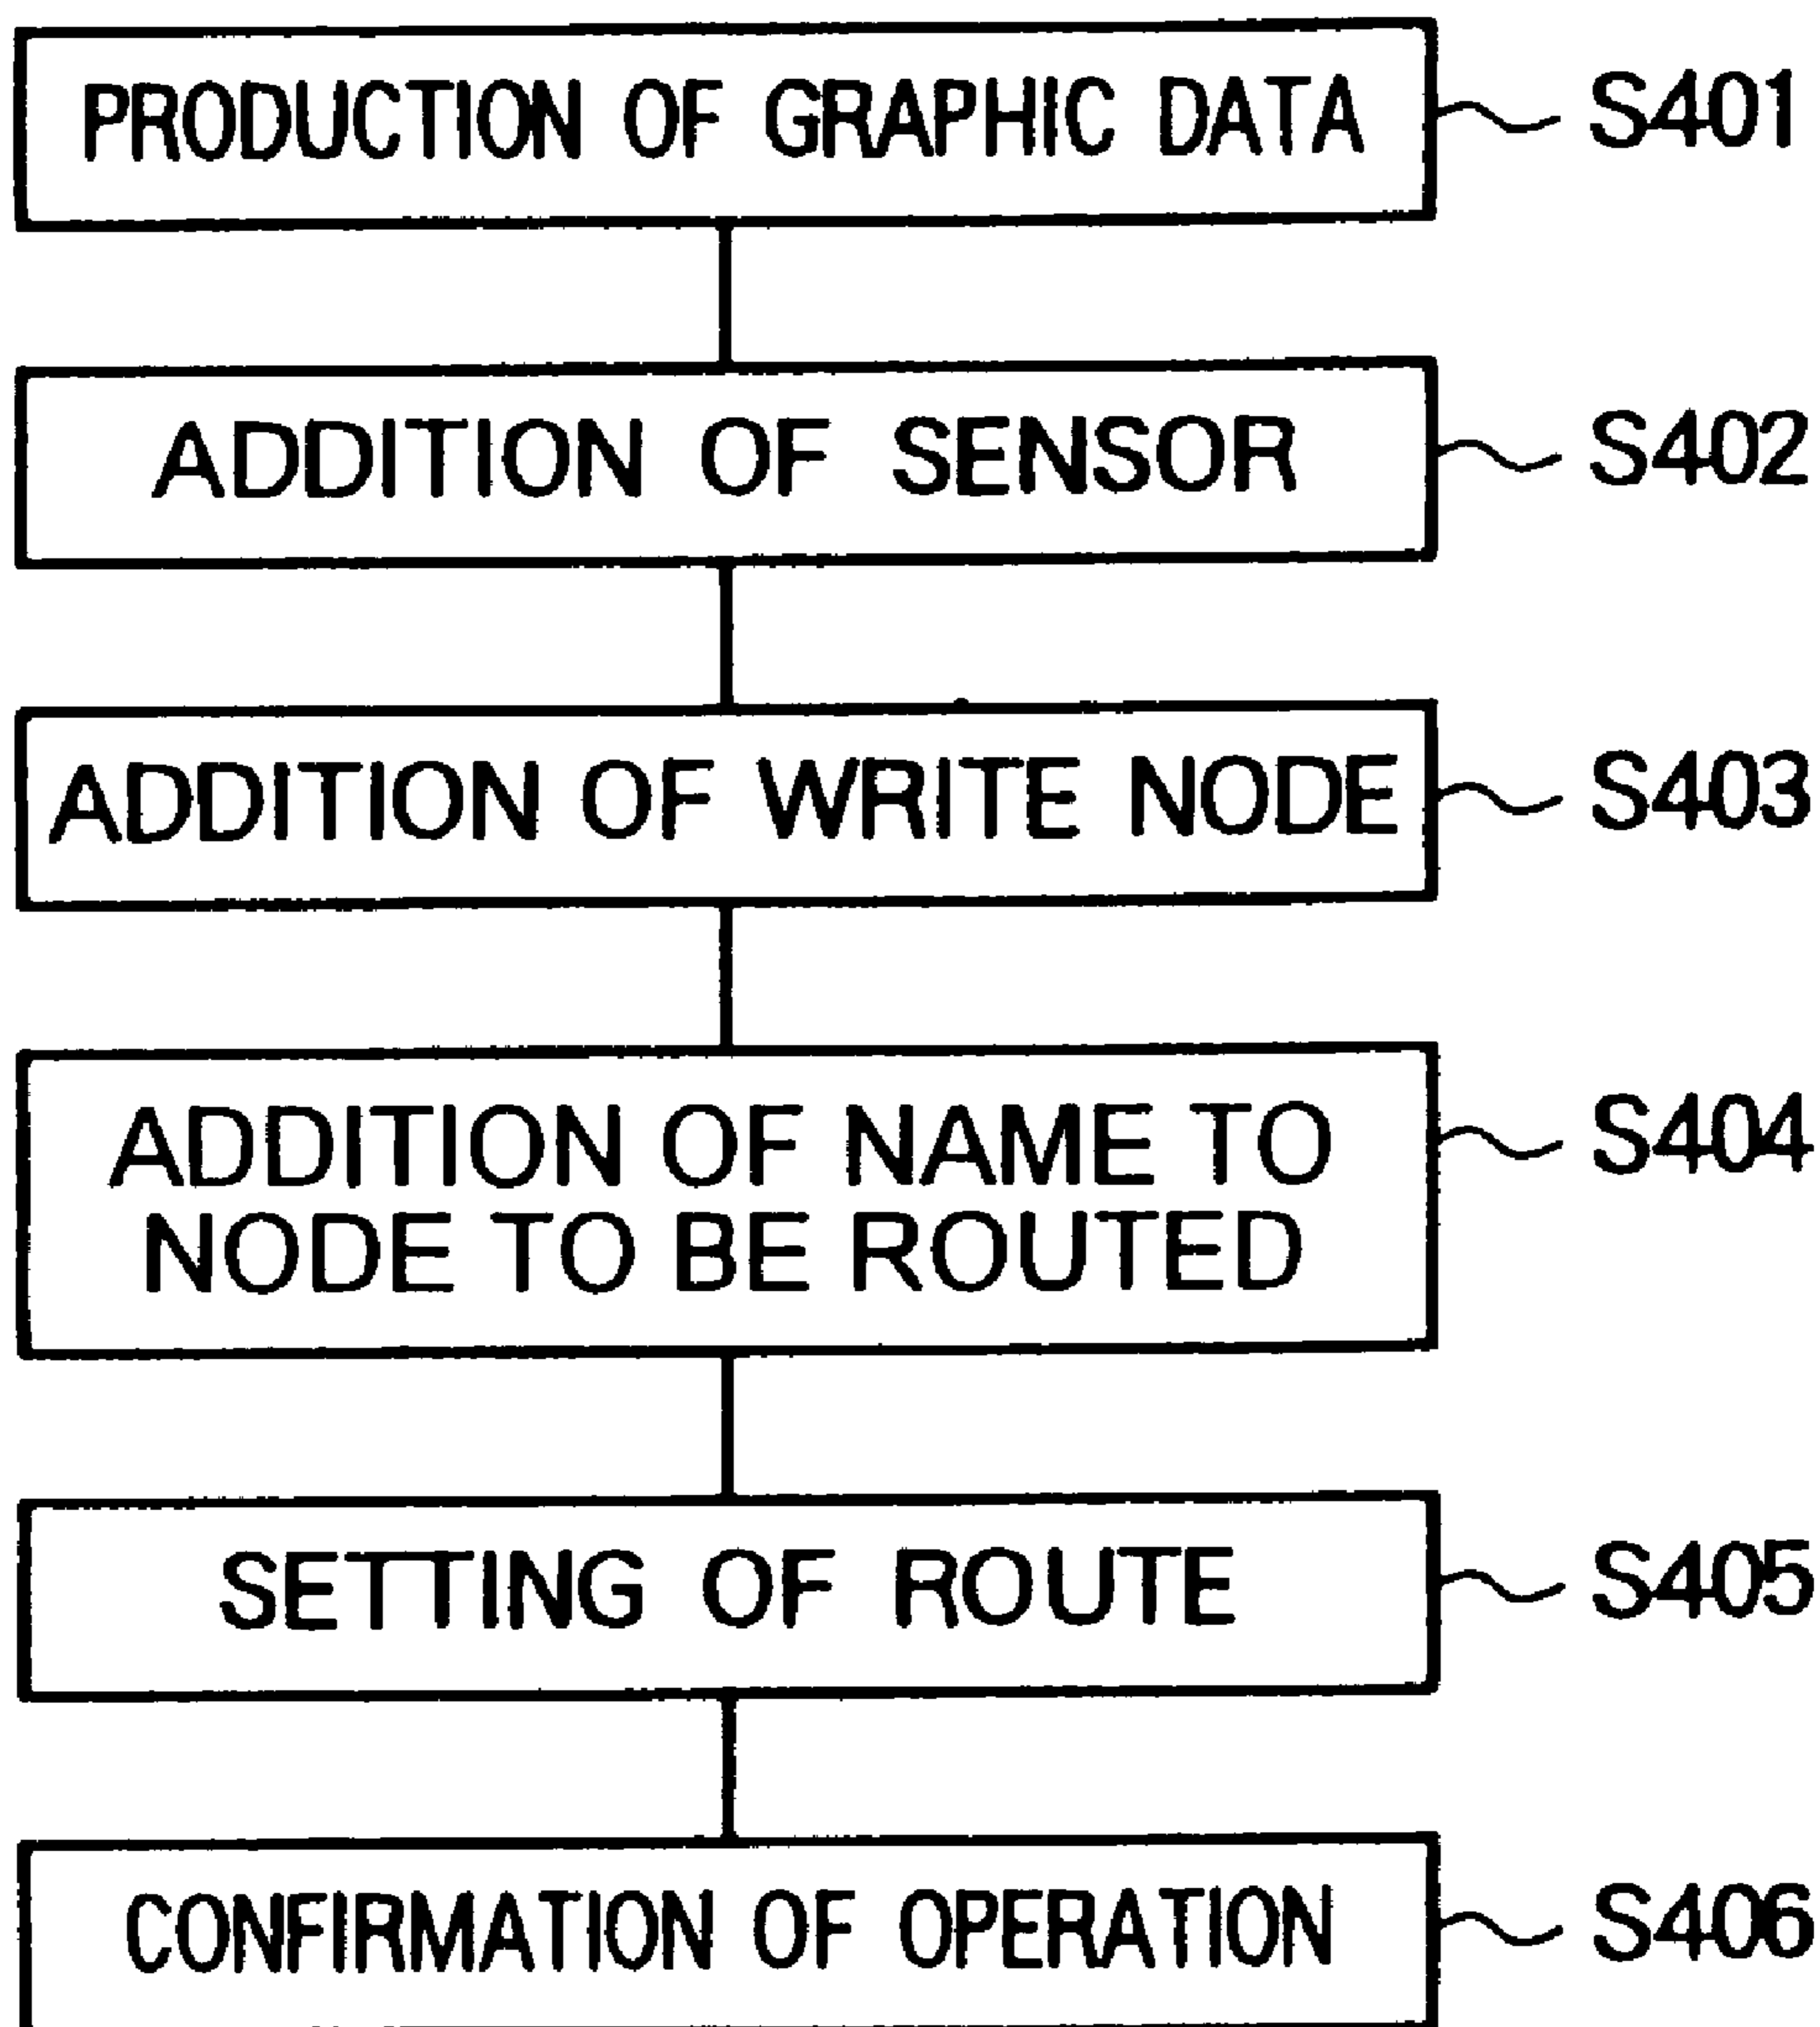 PRODUCTION OF GRAPHIC DATA S401
ADDITION OF SENSOR S402
ADDITION OF WRITE NODE S403
ADDITION OF NAME TO S404
NODE TO BE ROUTED
SETTING OF ROUTE S405
CONFIRMATION OF OPERATION S406